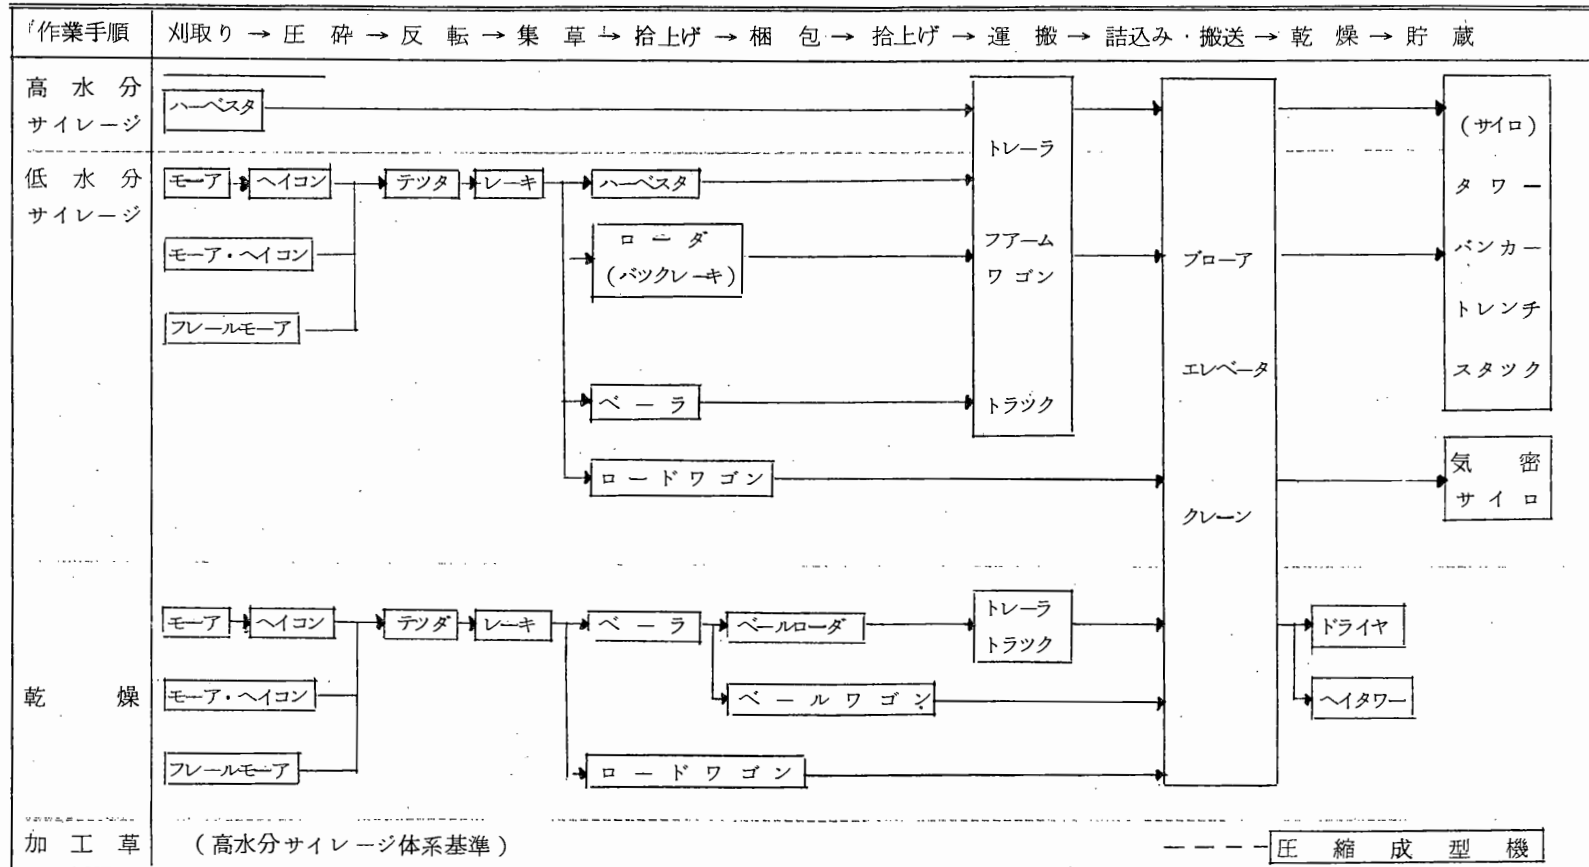 作業手順 刈取り → 圧砕 → 反転 → 集草 → 拾上げ → 梱包 → 拾上げ → 運搬 → 詰込み・搬送 → 乾燥 → 貯蔵
高水分
サイレージ
ハーベスタ
低水分
サイレージ
モーア
ヘイコン
テツタ
レーキ
ハーベスタ
モーア・ヘイコン
ローダ
(バツクレーキ)
フレールモーア
ベーラ
ロードワゴン
トレーラ
フアーム
ワゴン
トラツク
ブローア
エレベータ
クレーン
(サイロ)
タワー
バンカー
トレンチ
スタツク
気密
サイロ
乾燥
モーア
ヘイコン
テツダ
レーキ
ベーラ
ベールローダ
トレーラ
トラツク
ドライヤ
モーア・ヘイコン
ベールワゴン
ヘイタワー
フレールモーア
ロードワゴン
加工草 (高水分サイレージ体系基準) 圧縮成型機